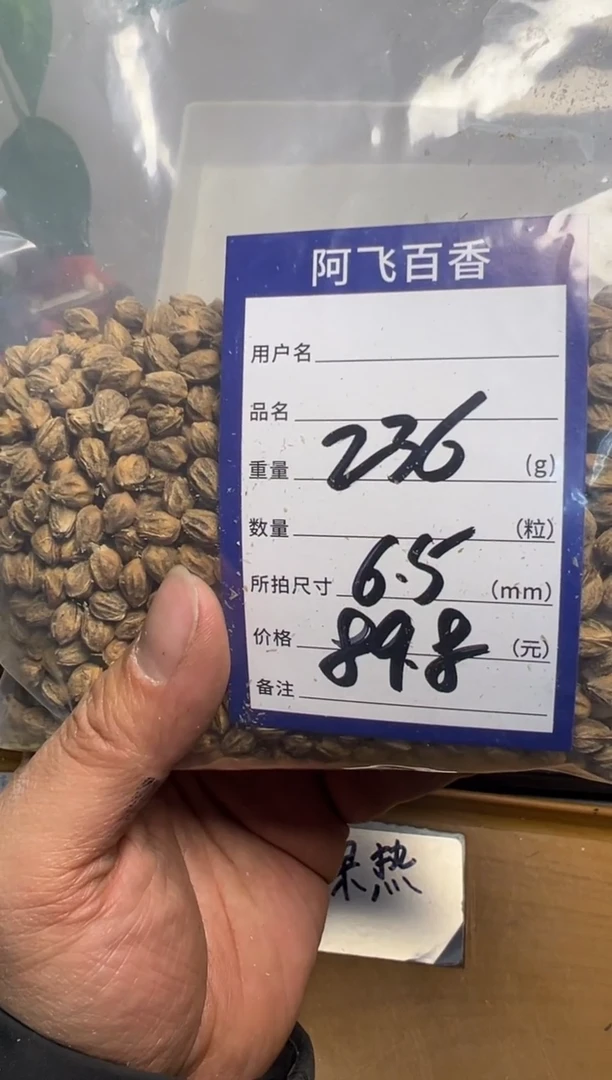 阿飞百香
用户名
品名
重量 236 (g)
数量 (粒)
所拍尺寸 6.5 (mm)
价格 89.8 (元)
备注
果热